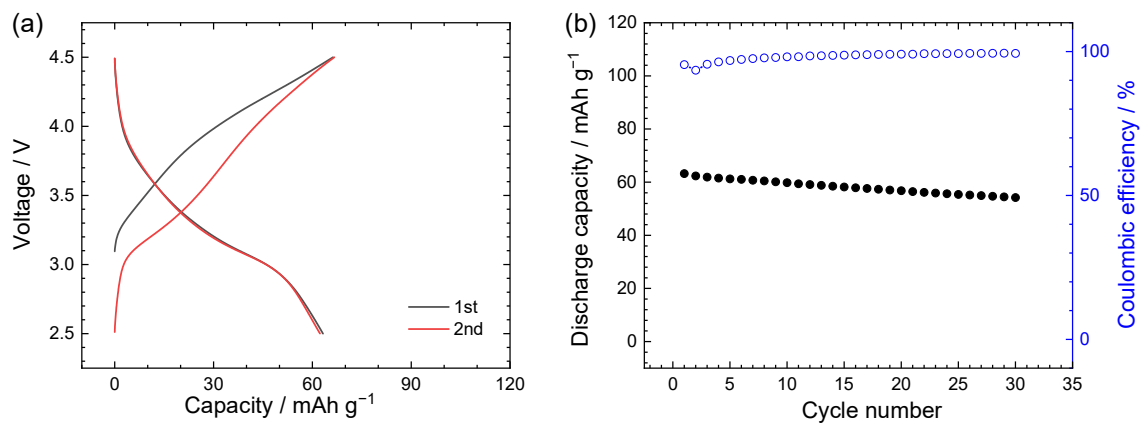 (a)
4.5
4.0
3.5
3.0
2.5
Voltage / V
0 30 60 90 120
Capacity / mAh g⁻¹
1st
2nd
(b)
120
100
80
60
40
20
0
Discharge capacity / mAh g⁻¹
0 5 10 15 20 25 30 35
Cycle number
100
50
0
Coulombic efficiency / %